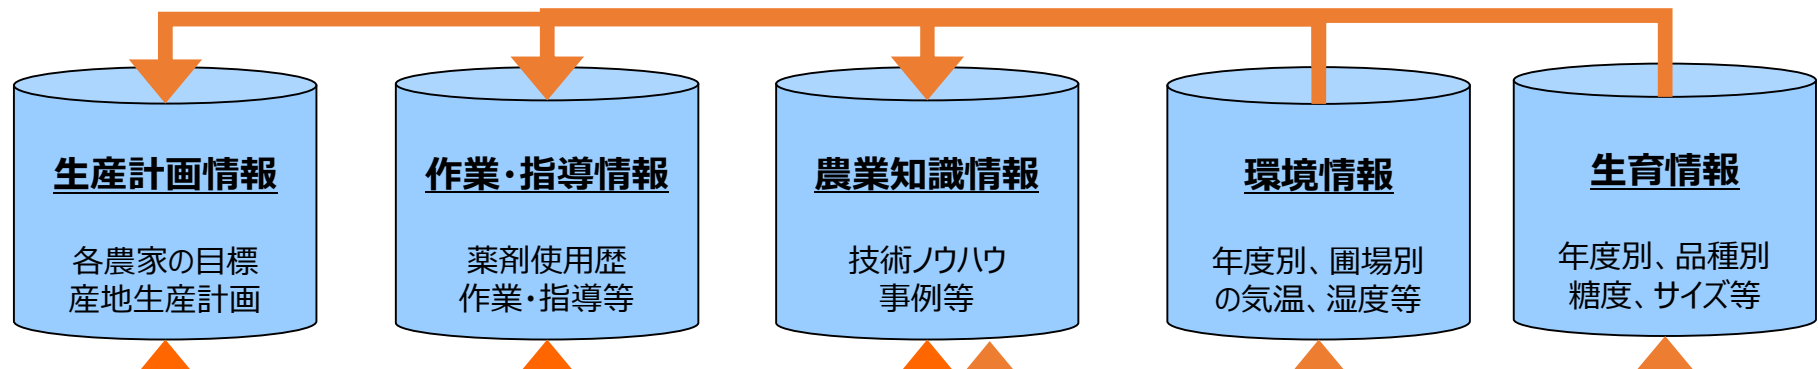 生産計画情報
各農家の目標
産地生産計画
作業・指導情報
薬剤使用歴
作業・指導等
農業知識情報
技術ノウハウ
事例等
環境情報
年度別、圃場別
の気温、湿度等
生育情報
年度別、品種別
糖度、サイズ等